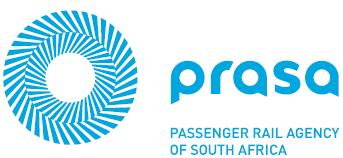 prasa
PASSENGER RAIL AGENCY
OF SOUTH AFRICA